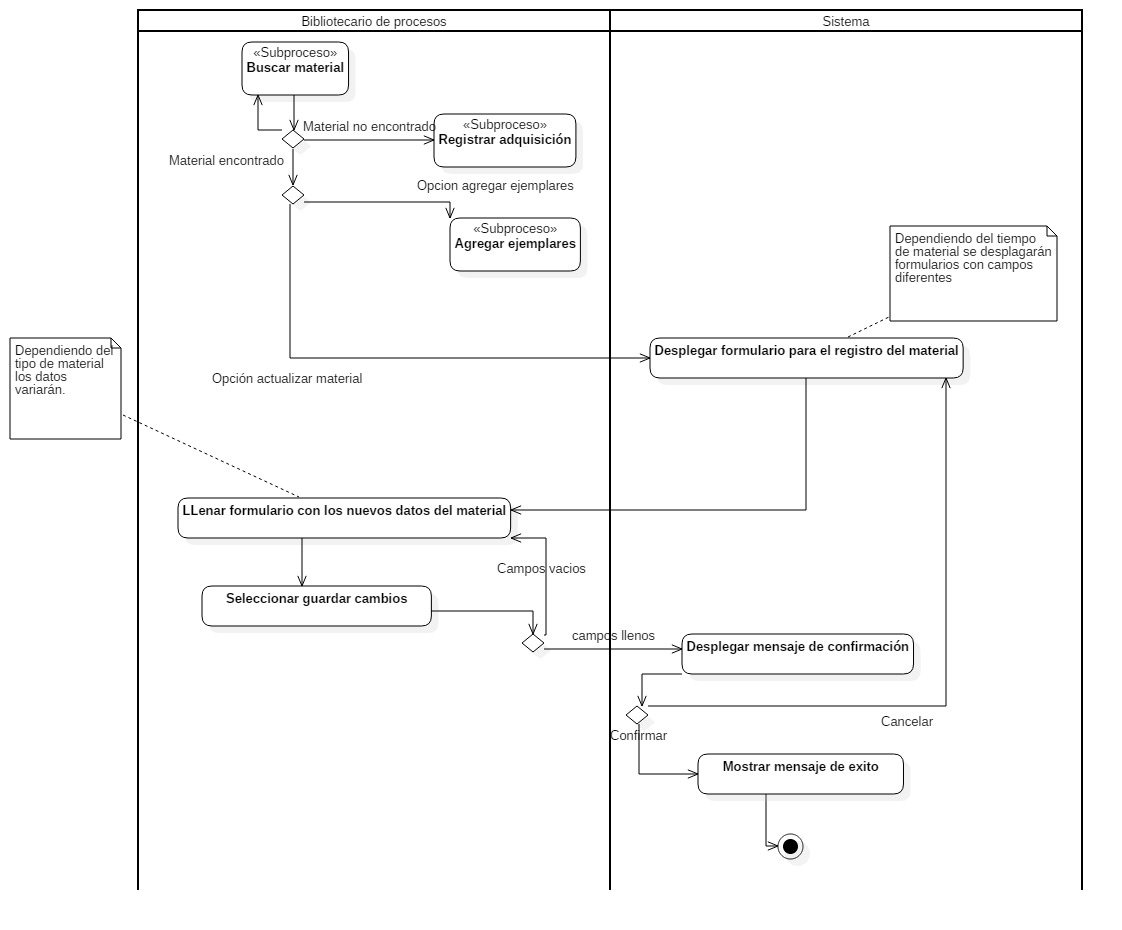 Bibliotecario de procesos
Sistema
«Subproceso»
Buscar material
Material no encontrado
«Subproceso»
Registrar adquisición
Material encontrado
Opcion agregar ejemplares
«Subproceso»
Agregar ejemplares
Dependiendo del tiempo
de material se desplagarán
formularios con campos
diferentes
Dependiendo del
tipo de material
los datos
variarán.
Desplegar formulario para el registro del material
Opción actualizar material
LLenar formulario con los nuevos datos del material
Campos vacios
Seleccionar guardar cambios
campos llenos
Desplegar mensaje de confirmación
Cancelar
Confirmar
Mostrar mensaje de exito